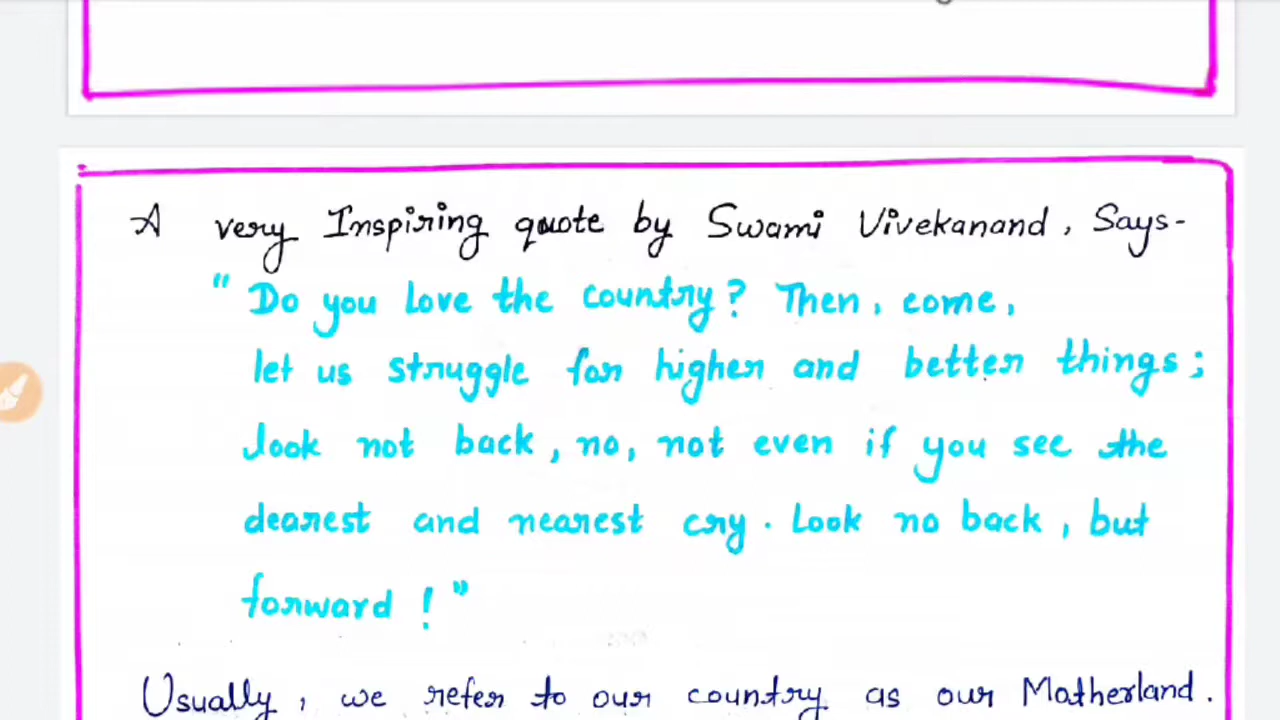 A very Inspiring quote by Swami Vivekanand, Says-
" Do you Love the country? Then, come,
let us struggle for higher and better things;
look not back, no, not even if you see the
dearest and nearest cry. Look no back, but
forward ! "
Usually, we refer to our country as our Motherland.